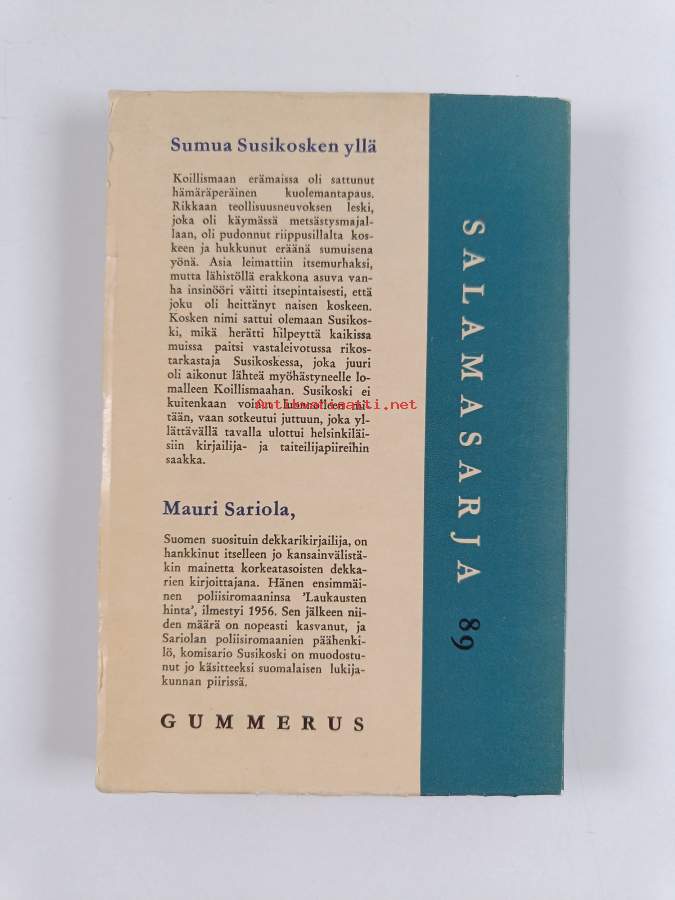 Sumua Susikosken yllä
Koillismaan erämaissa oli sattunut
hämäräperäinen kuolemantapaus.
Rikkaan teollisuusneuvoksen leski,
joka oli käymässä metsästysmajal-
laan, oli pudonnut riippusillalta kos-
keen ja hukkunut eräänä sumuisena
yönä. Asia leimattiin itsemurhaksi,
mutta lähistöllä erakkona asuva van-
ha insinööri väitti itsepintaisesti, että
joku oli heittänyt naisen koskeen.
Kosken nimi sattui olemaan Susikos-
ki, mikä herätti hilpeyttä kaikissa
muissa paitsi vastaleivotussa rikos-
tarkastaja Susikoskessa, joka juuri
oli aikonut lähteä myöhästyneelle lo-
malleen Koillismaahan. Susikoski ei
kuitenkaan voinut luonnolleen mi-
tään, vaan sotkeutui juttuun, joka yl-
lättävällä tavalla ulottui helsinkiläi-
siin kirjailija- ja taiteilijapiireihin
saakka.
Antikvariaatti.net
Mauri Sariola,
Suomen suosituin dekkarikirjailija, on
hankkinut itselleen jo kansainvälistä-
kin mainetta korkeatasoisten dekka-
rien kirjoittajana. Hänen ensimmäi-
nen poliisiromaaninsa 'Laukausten
hinta', ilmestyi 1956. Sen jälkeen nii-
den määrä on nopeasti kasvanut, ja
Sariolan poliisiromaanien päähenki-
lö, komisario Susikoski on muodostu-
nut jo käsitteeksi suomalaisen lukija-
kunnan piirissä.
GUMMERUS
SALAMASARJA 89